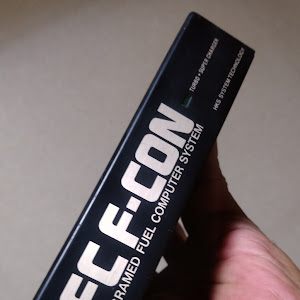 FC F-CON
RAMED FUEL COMPUTER SYSTEM
TURBO • SUPER CHARGER
HKS SYSTEM TECHNOLOGY